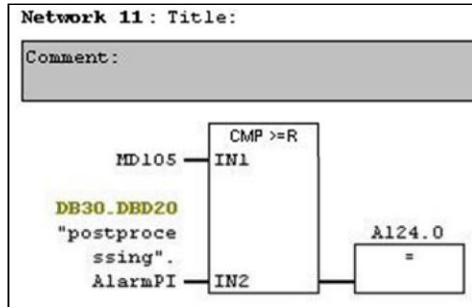 Network 11 : Title:
Comment:
CMP >=R
MD105 IN1
DB30.DBD20
"postproce
ssing".
AlarmPI IN2
A124.0
=